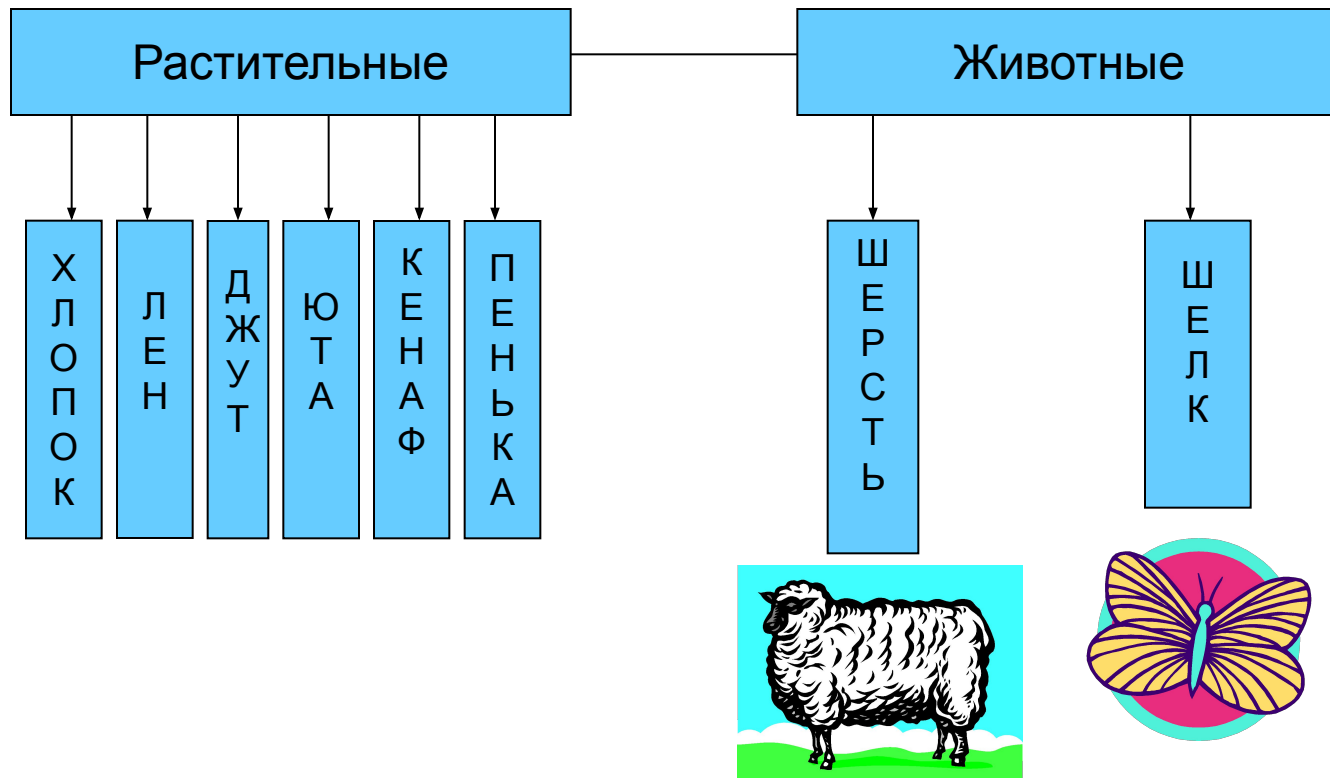 Растительные
Животные
ХЛОПОК
ЛЕН
ДЖУТ
ЮТА
КЕНАФ
ПЕНЬКА
ШЕРСТЬ
ШЕЛК